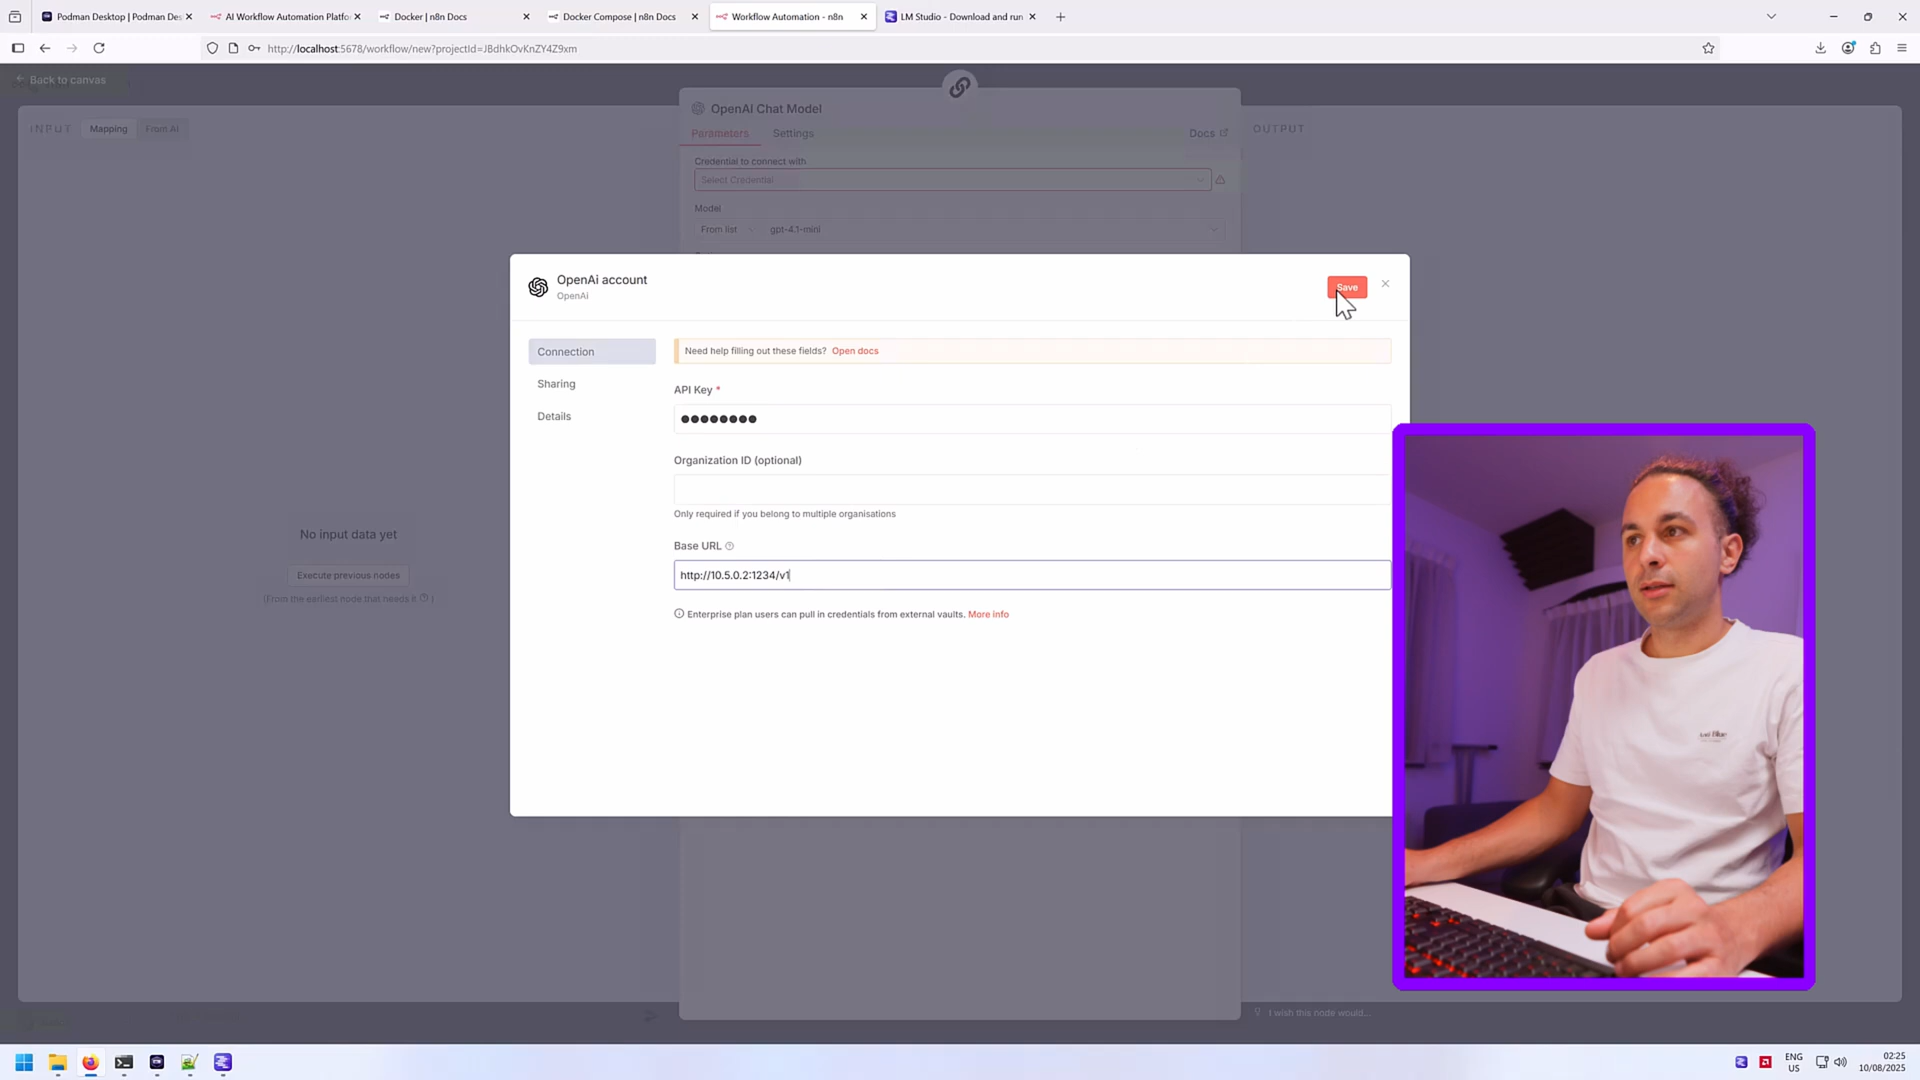 Podman Desktop | Podman Des
AI Workflow Automation Platfo
Docker | n8n Docs
Docker Compose | n8n Docs
Workflow Automation - n8n
LM Studio - Download and run
http://localhost:5678/workflow/new?projectId=JBdhkOvKnZY4Z9xm
Back to canvas
INPUT
Mapping
From AI
OpenAI Chat Model
Parameters
Settings
Docs
OUTPUT
Credential to connect with
Select Credential
Model
From list
gpt-4.1-mini
OpenAi account
OpenAi
Save
Connection
Sharing
Details
Need help filling out these fields? Open docs
API Key *
Organization ID (optional)
Only required if you belong to multiple organisations
Base URL
http://10.5.0.2:1234/v1
Enterprise plan users can pull in credentials from external vaults. More info
No input data yet
Execute previous nodes
(From the earliest node that needs it )
I wish this node would...
ENG
US
02:25
10/08/2025